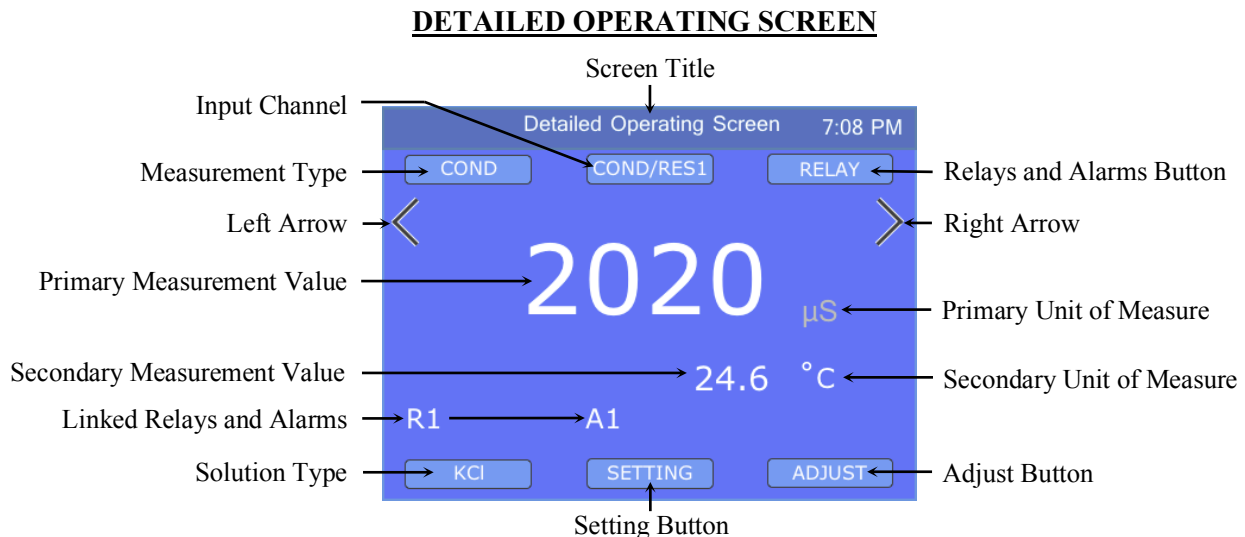 DETAILED OPERATING SCREEN
Screen Title
Input Channel
Detailed Operating Screen 7:08 PM
Measurement Type COND COND/RES1 RELAY Relays and Alarms Button
Left Arrow Right Arrow
Primary Measurement Value 2020
µS Primary Unit of Measure
Secondary Measurement Value 24.6 °C Secondary Unit of Measure
Linked Relays and Alarms R1 A1
Solution Type KCl SETTING ADJUST Adjust Button
Setting Button